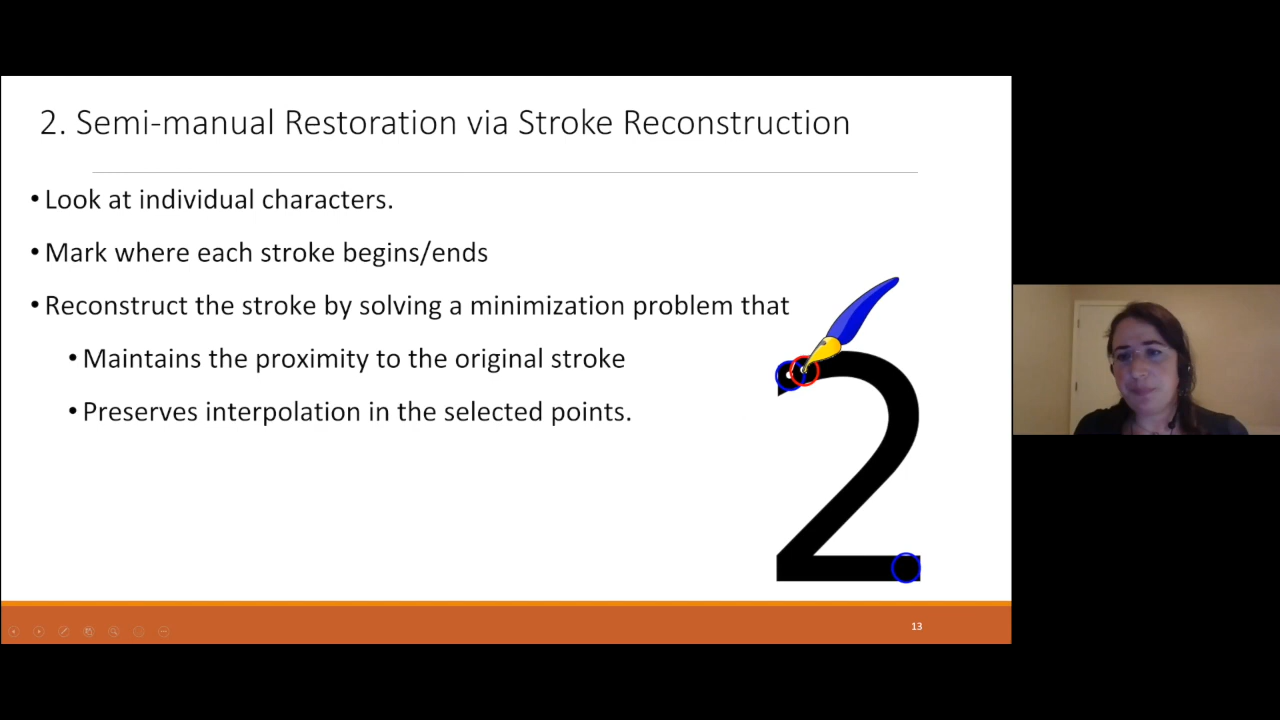 2. Semi-manual Restoration via Stroke Reconstruction
• Look at individual characters.
• Mark where each stroke begins/ends
• Reconstruct the stroke by solving a minimization problem that
• Maintains the proximity to the original stroke
• Preserves interpolation in the selected points.
2
13